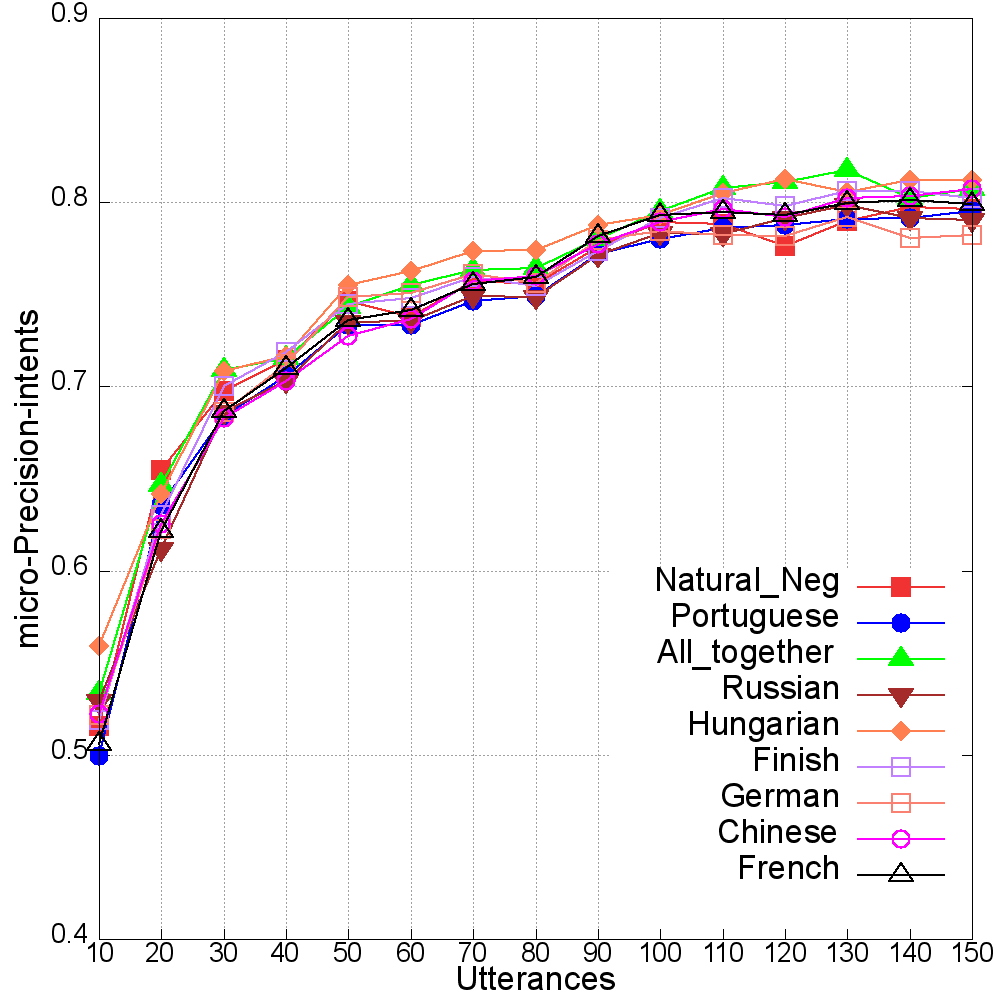 0.9
0.8
0.7
0.6
0.5
0.4
micro-Precision-intents
Natural_Neg
Portuguese
All_together
Russian
Hungarian
Finish
German
Chinese
French
10 20 30 40 50 60 70 80 90 100 110 120 130 140 150
Utterances